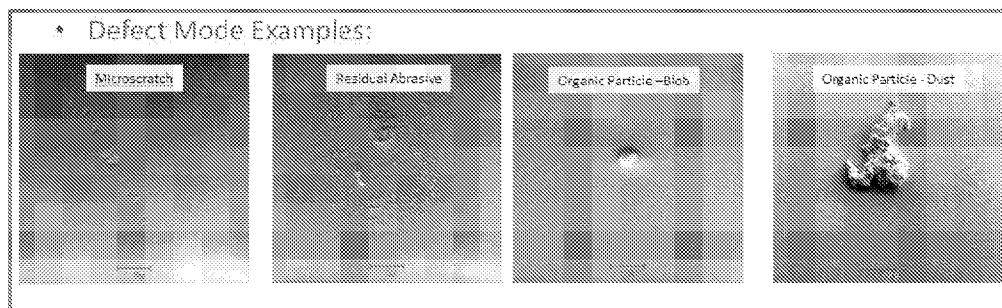 • Defect Mode Examples:
Microscratch
Residual Abrasive
Organic Particle –Blob
Organic Particle - Dust